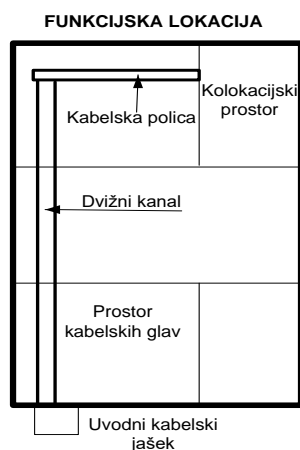 FUNKCIJSKA LOKACIJA
Kolokacijski
prostor
Kabelska polica
Dvižni kanal
Prostor
kabelskih glav
Uvodni kabelski
jašek